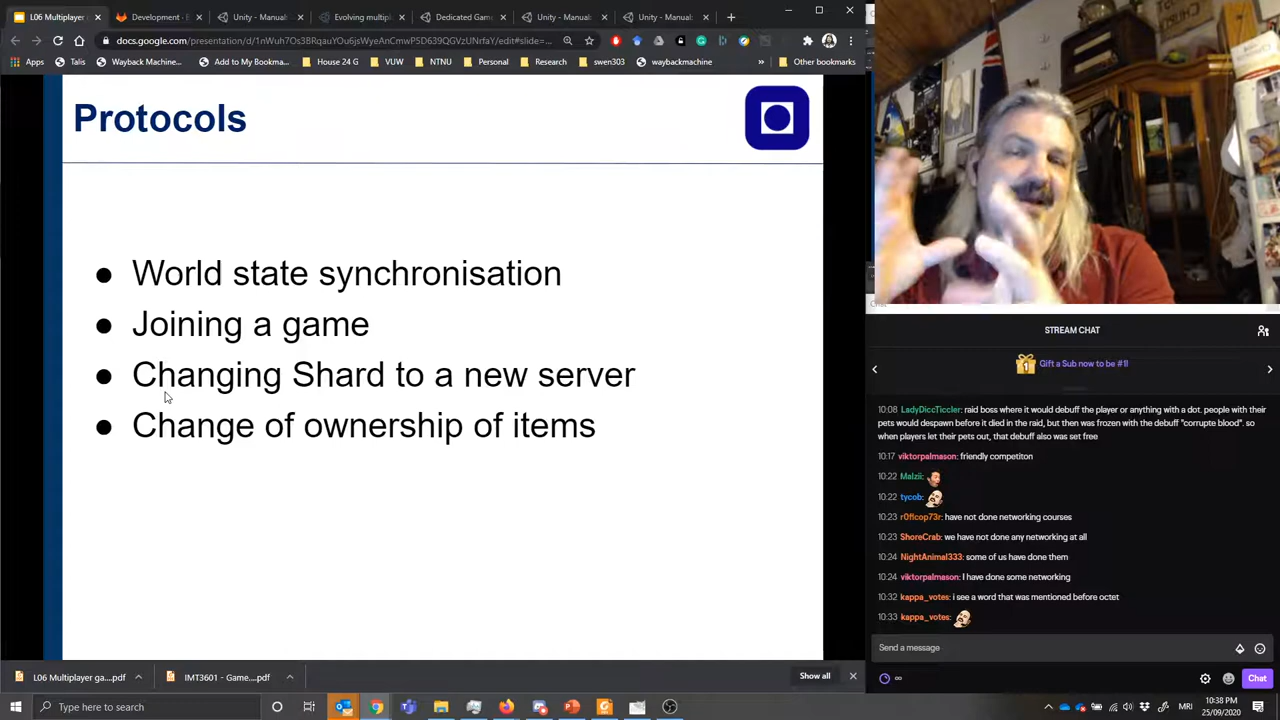 L06 Multiplayer
Database - E
Unity - Manual
Evolving multipl
Dedicated Gam
Unity - Manual
Unity - Manual
docs.google.com/presentation/d/1nWuh7Os3BRqauYOt6jsWyeAnCmwPSD639QGVzUNrfaY/edit#slide=...
Apps
Talis
Wayback Machine...
Add to My Bookma...
House 24 G
VUW
NTNU
Personal
Research
swen303
waybackmachine
»
Other bookmarks
Protocols
● World state synchronisation
● Joining a game
● Changing Shard to a new server
● Change of ownership of items
STREAM CHAT
1
Gift a Sub now to be #1!
10:08 LadyDiccTiccler: raid boss where it would debuff the player or anything with a dot. people with their
pets would despawn before it died in the raid, but then was frozen with the debuff "corrupte blood". so
when players let their pets out, that debuff also was set free
10:17 viktorpalmason: friendly competiton
10:22 Malzii:
10:22 tycob:
10:23 r0flcop73r: have not done networking courses
10:23 ShoreCrab: we have not done any networking at all
10:24 NightAnimal333: some of us have done them
10:24 viktorpalmason: I have done some networking
10:32 kappa_votes: i see a word that was mentioned before octet
10:33 kappa_votes:
Send a message
∞
Chat
L06 Multiplayer ga....pdf
IMT3601 - Game....pdf
Show all
Type here to search
MRI
10:38 PM
25/09/2020